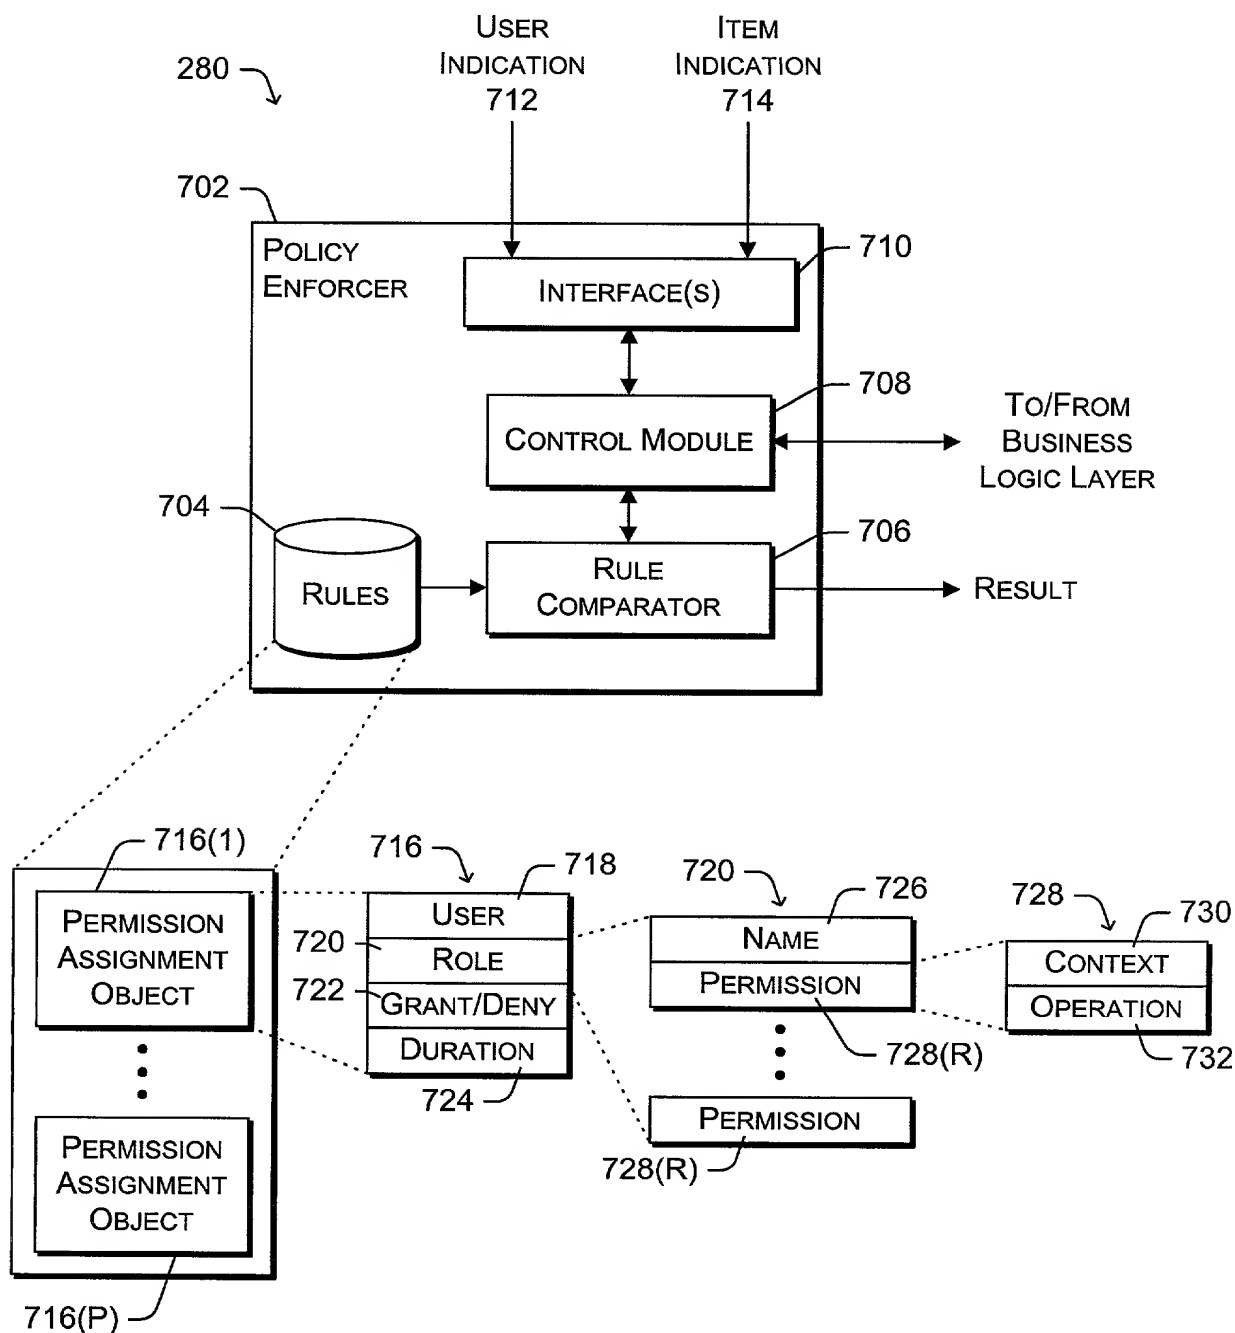 USER
INDICATION
712
ITEM
INDICATION
714
280
702
POLICY
ENFORCER
710
INTERFACE(S)
708
CONTROL MODULE
TO/FROM
BUSINESS
LOGIC LAYER
704
RULES
706
RULE
COMPARATOR
RESULT
716(1)
PERMISSION
ASSIGNMENT
OBJECT
PERMISSION
ASSIGNMENT
OBJECT
716(P)
716
718
USER
720
ROLE
722
GRANT/DENY
DURATION
724
720
726
NAME
PERMISSION
728(R)
PERMISSION
728(R)
728
730
CONTEXT
OPERATION
732